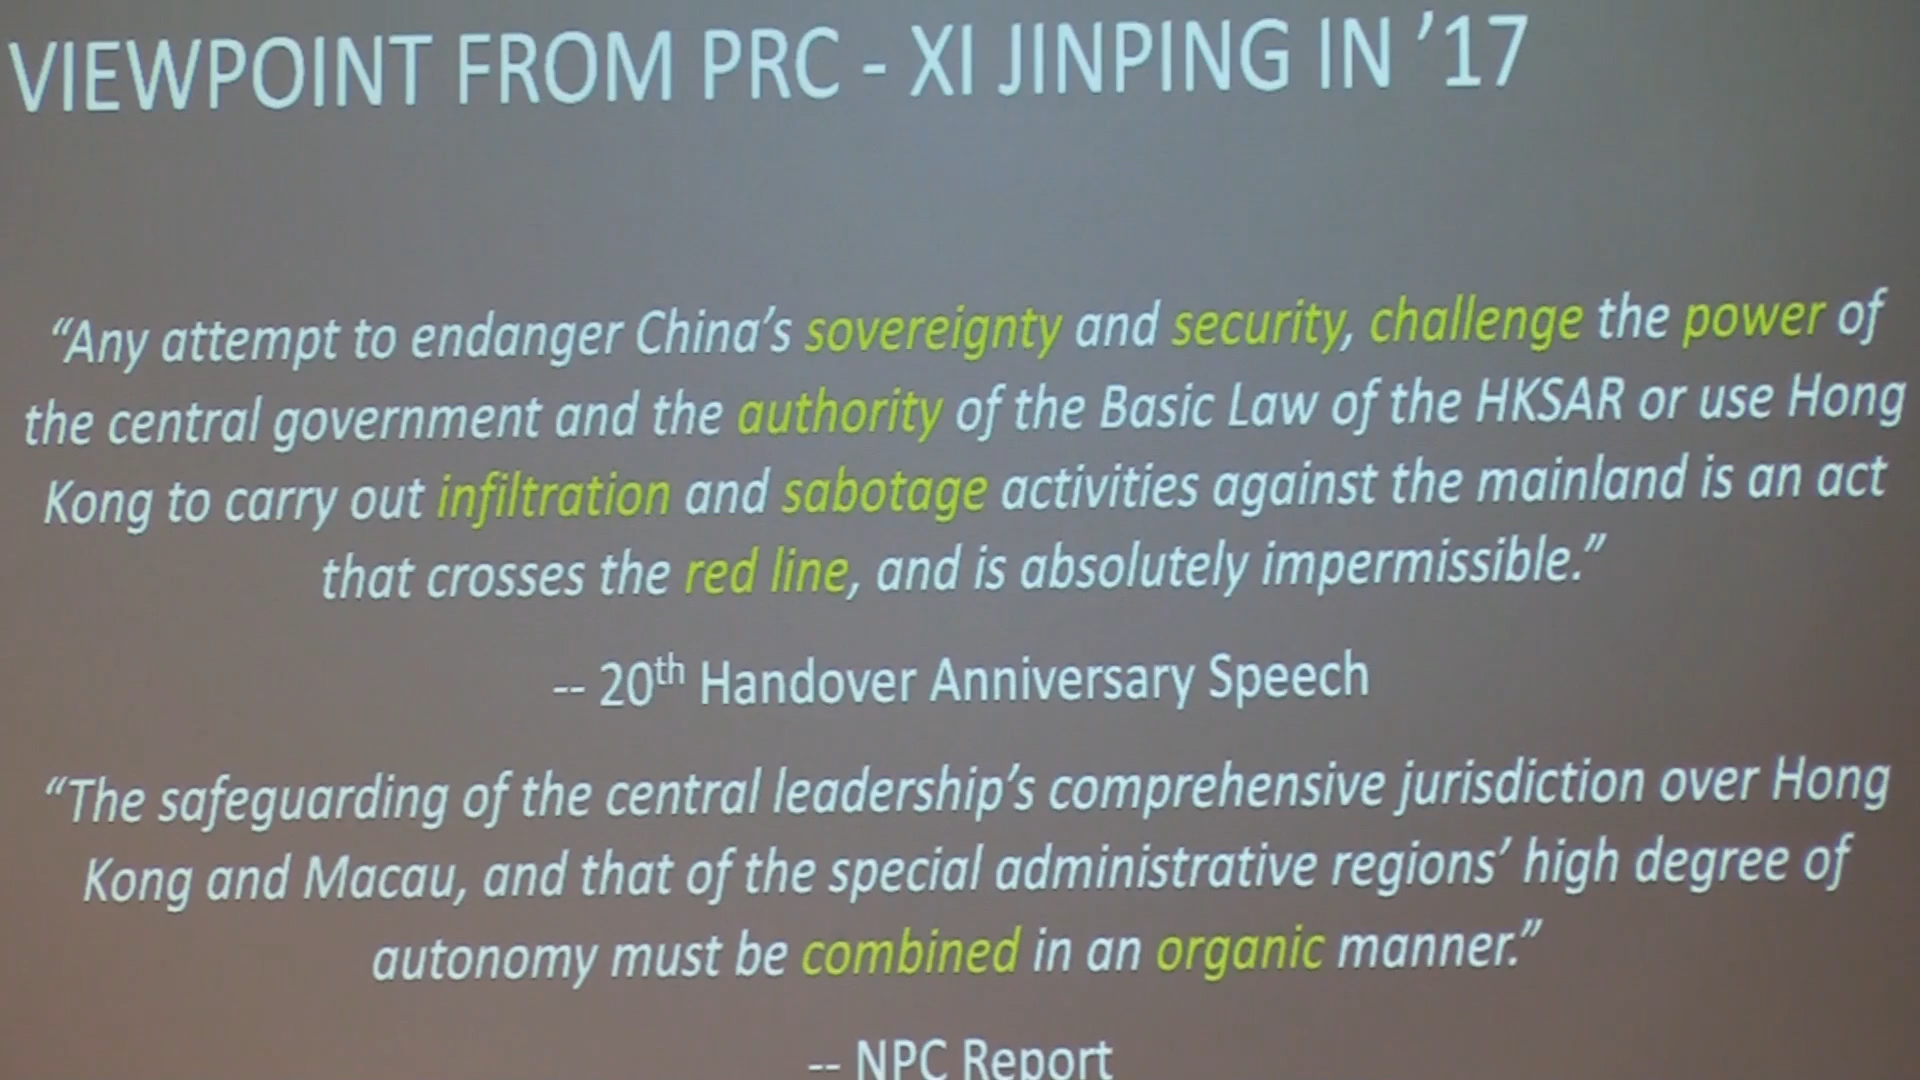 VIEWPOINT FROM PRC - XI JINPING IN ’17
“Any attempt to endanger China’s sovereignty and security, challenge the power of
the central government and the authority of the Basic Law of the HKSAR or use Hong
Kong to carry out infiltration and sabotage activities against the mainland is an act
that crosses the red line, and is absolutely impermissible.”
-- 20th Handover Anniversary Speech
“The safeguarding of the central leadership’s comprehensive jurisdiction over Hong
Kong and Macau, and that of the special administrative regions’ high degree of
autonomy must be combined in an organic manner.”
-- NPC Report